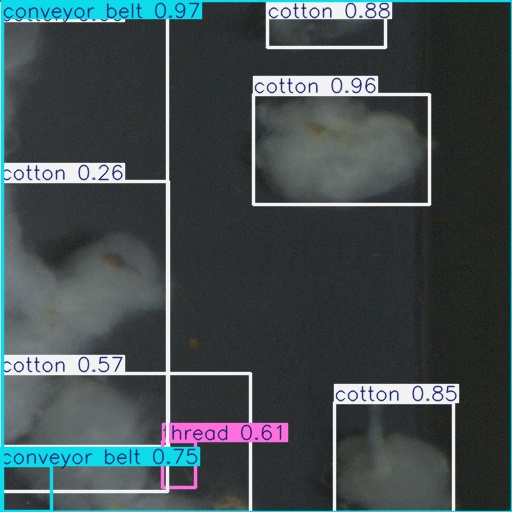 conveyor belt 0.97
cotton 0.88
cotton 0.96
cotton 0.26
cotton 0.57
cotton 0.85
thread 0.61
conveyor belt 0.75